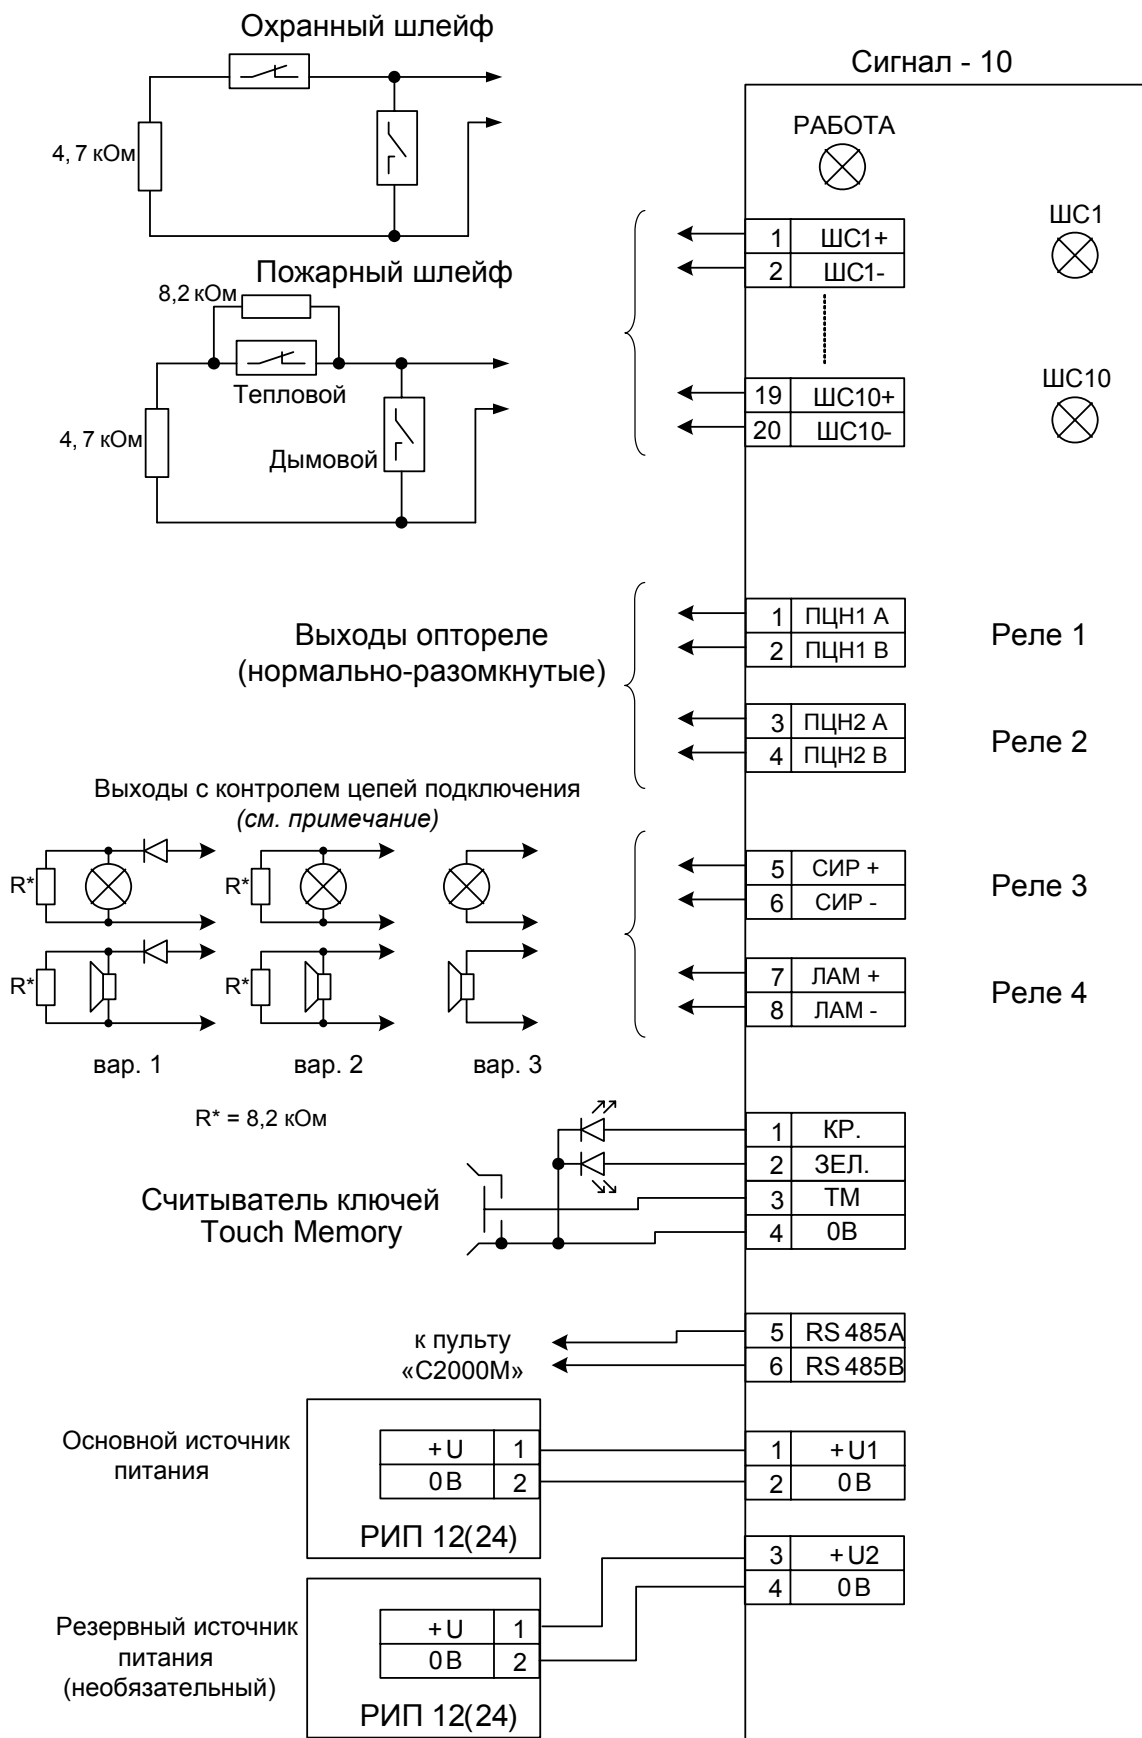 Охранный шлейф
4, 7 кОм
Пожарный шлейф
8,2 кОм
Тепловой
4, 7 кОм
Дымовой
Сигнал - 10
РАБОТА
1 ШС1+
2 ШС1-
ШС1
19 ШС10+
20 ШС10-
ШС10
Выходы оптореле
(нормально-разомкнутые)
1 ПЦН1 А
2 ПЦН1 В
Реле 1
3 ПЦН2 А
4 ПЦН2 В
Реле 2
Выходы с контролем цепей подключения
(см. примечание)
R*
R*
R*
R*
вар. 1
вар. 2
вар. 3
R* = 8,2 кОм
5 СИР +
6 СИР -
Реле 3
7 ЛАМ +
8 ЛАМ -
Реле 4
Считыватель ключей
Touch Memory
1 КР.
2 ЗЕЛ.
3 ТМ
4 0В
к пульту
«С2000М»
5 RS 485A
6 RS 485B
Основной источник
питания
+U 1
0В 2
РИП 12(24)
1 +U1
2 0В
Резервный источник
питания
(необязательный)
+U 1
0В 2
РИП 12(24)
3 +U2
4 0В